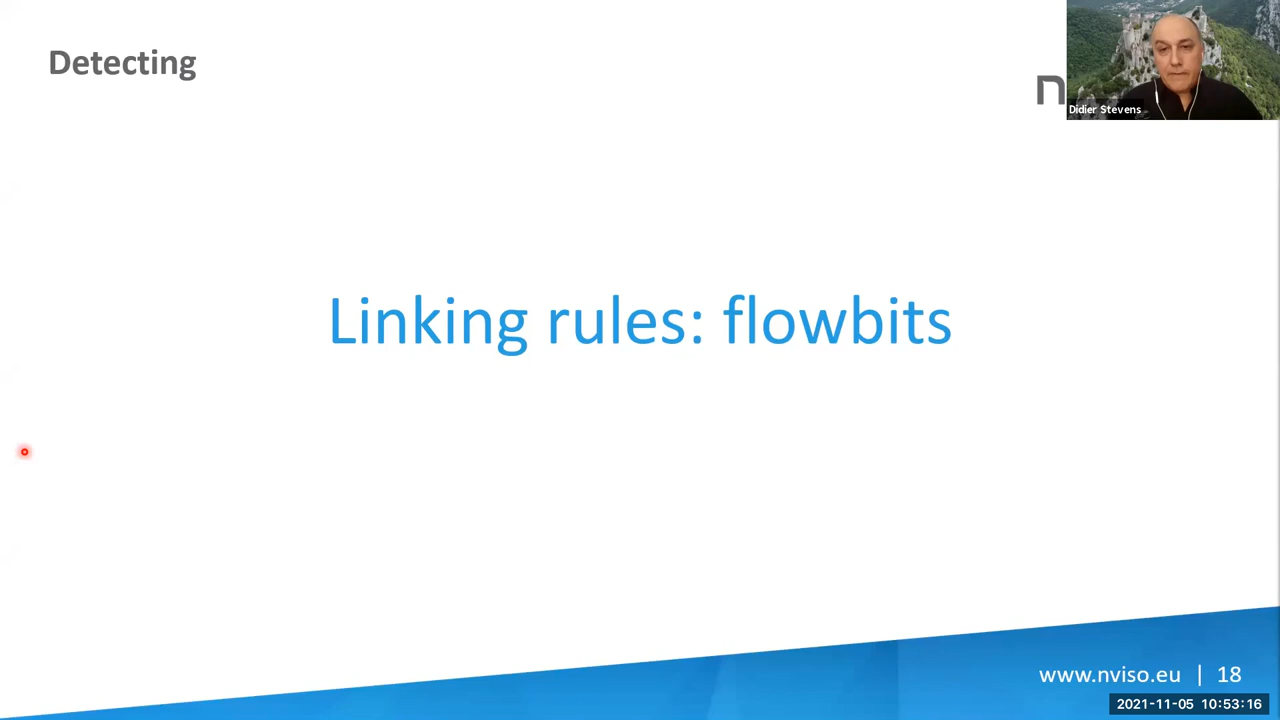 Detecting
n
Didier Stevens
Linking rules: flowbits
www.nviso.eu | 18
2021-11-05 10:53:16